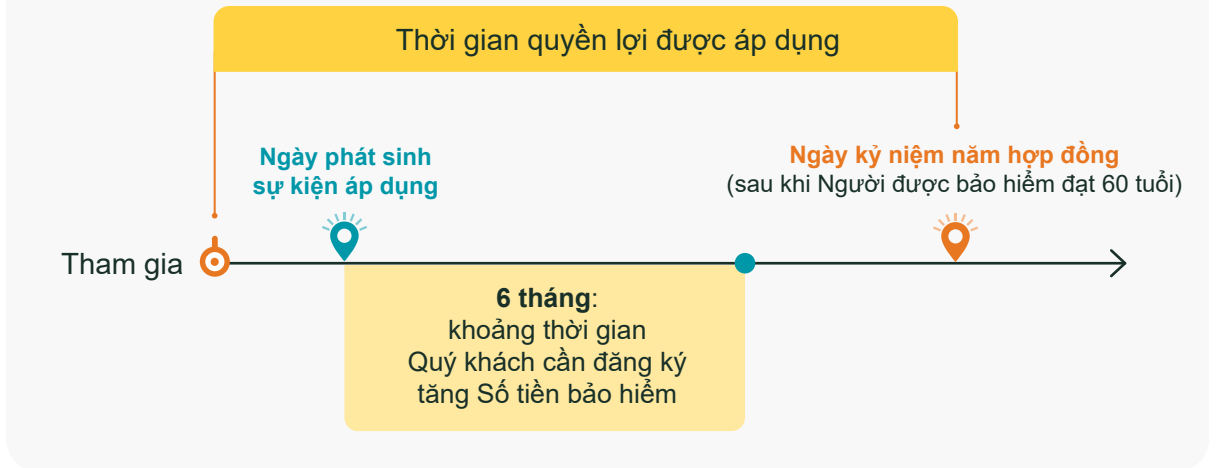 Thời gian quyền lợi được áp dụng
Ngày phát sinh
sự kiện áp dụng
Ngày kỷ niệm năm hợp đồng
(sau khi Người được bảo hiểm đạt 60 tuổi)
Tham gia
6 tháng:
khoảng thời gian
Quý khách cần đăng ký
tăng Số tiền bảo hiểm